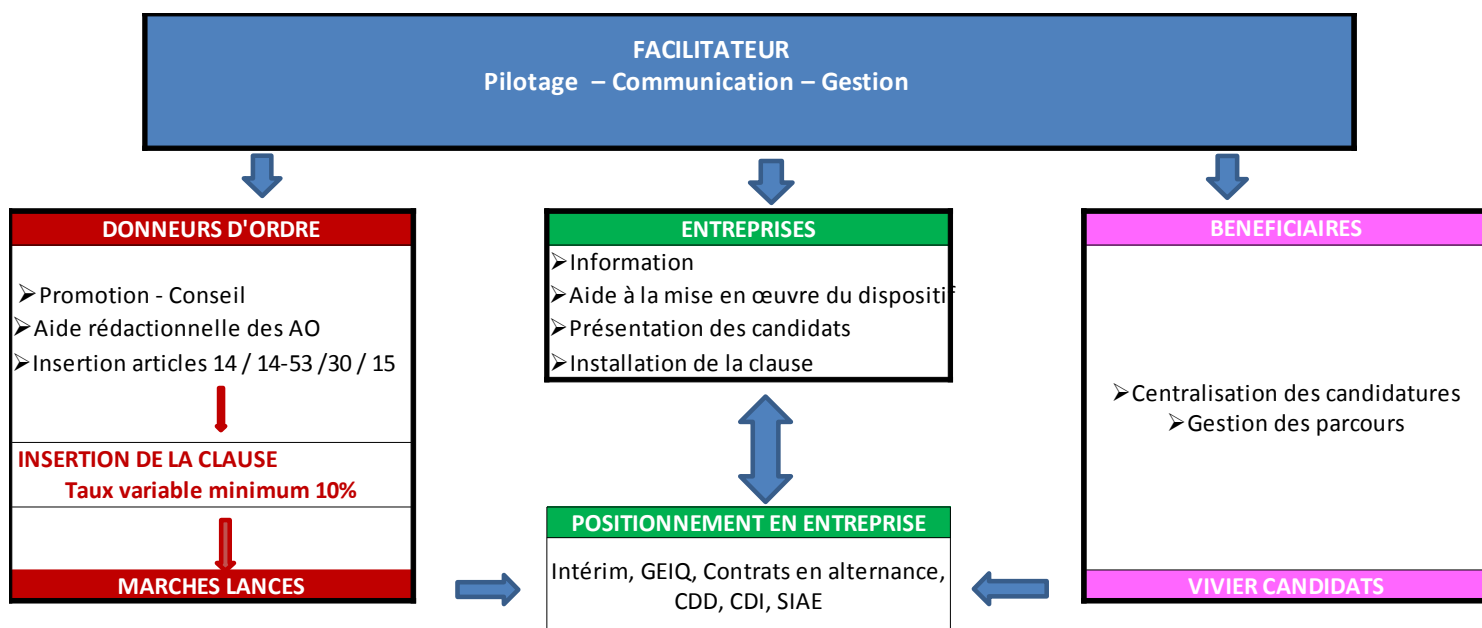 FACILITATEUR
Pilotage – Communication – Gestion
DONNEURS D'ORDRE
➢Promotion - Conseil
➢Aide rédactionnelle des AO
➢Insertion articles 14 / 14-53 /30 / 15
INSERTION DE LA CLAUSE
Taux variable minimum 10%
MARCHES LANCES
ENTREPRISES
➢Information
➢Aide à la mise en œuvre du dispositif
➢Présentation des candidats
➢Installation de la clause
POSITIONNEMENT EN ENTREPRISE
Intérim, GEIQ, Contrats en alternance,
CDD, CDI, SIAE
BENEFICIAIRES
➢Centralisation des candidatures
➢Gestion des parcours
VIVIER CANDIDATS